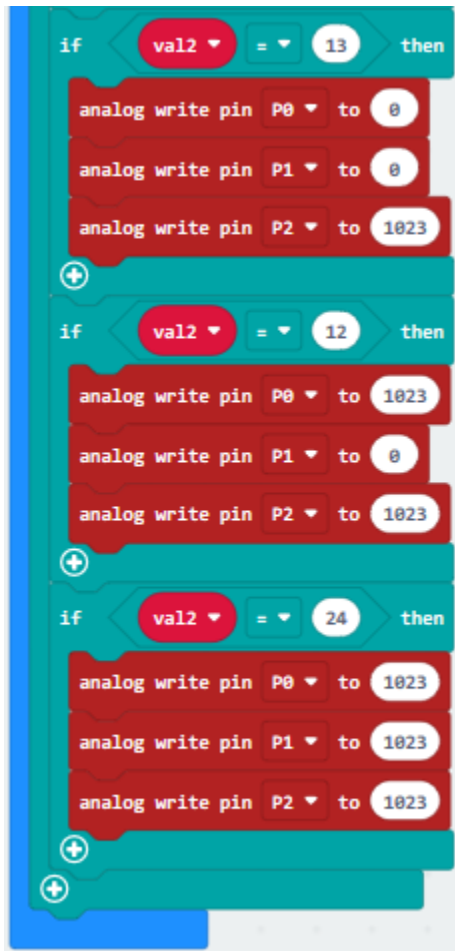 if val2 = 13 then
analog write pin P0 to 0
analog write pin P1 to 0
analog write pin P2 to 1023
if val2 = 12 then
analog write pin P0 to 1023
analog write pin P1 to 0
analog write pin P2 to 1023
if val2 = 24 then
analog write pin P0 to 1023
analog write pin P1 to 1023
analog write pin P2 to 1023